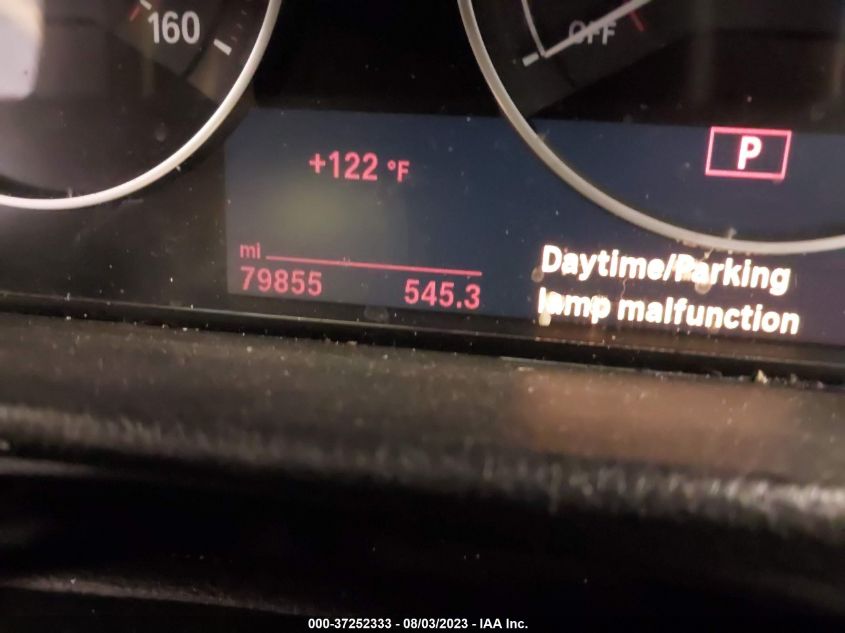 160
OFF
+122 °F
P
mi
79855 545.3
Daytime/Parking
lamp malfunction
000-37252333 - 08/03/2023 - IAA Inc.